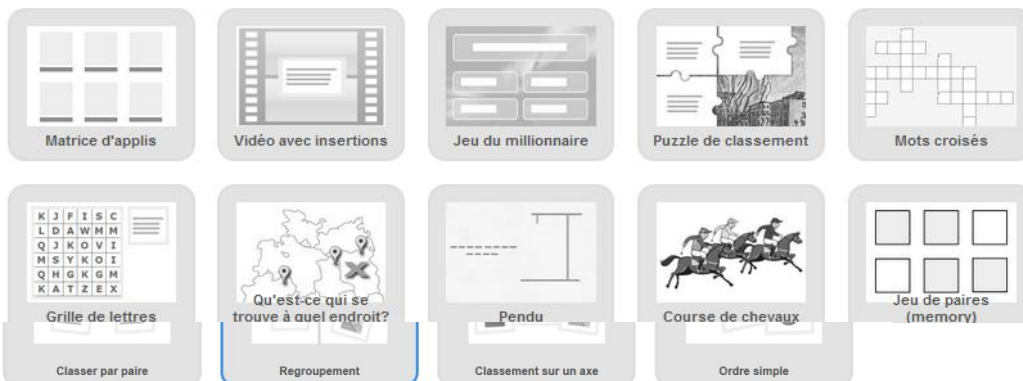 Matrice d'applis
Vidéo avec insertions
Jeu du millionnaire
Puzzle de classement
Mots croisés
K J F I S C
L D A W M M
Q J K O V I
M S Y K O I
Q H G K G M
K A T Z E X
Grille de lettres
Qu'est-ce qui se
trouve à quel endroit?
Pendu
Course de chevaux
Jeu de paires
(memory)
Classer par paire
Regroupement
Classement sur un axe
Ordre simple